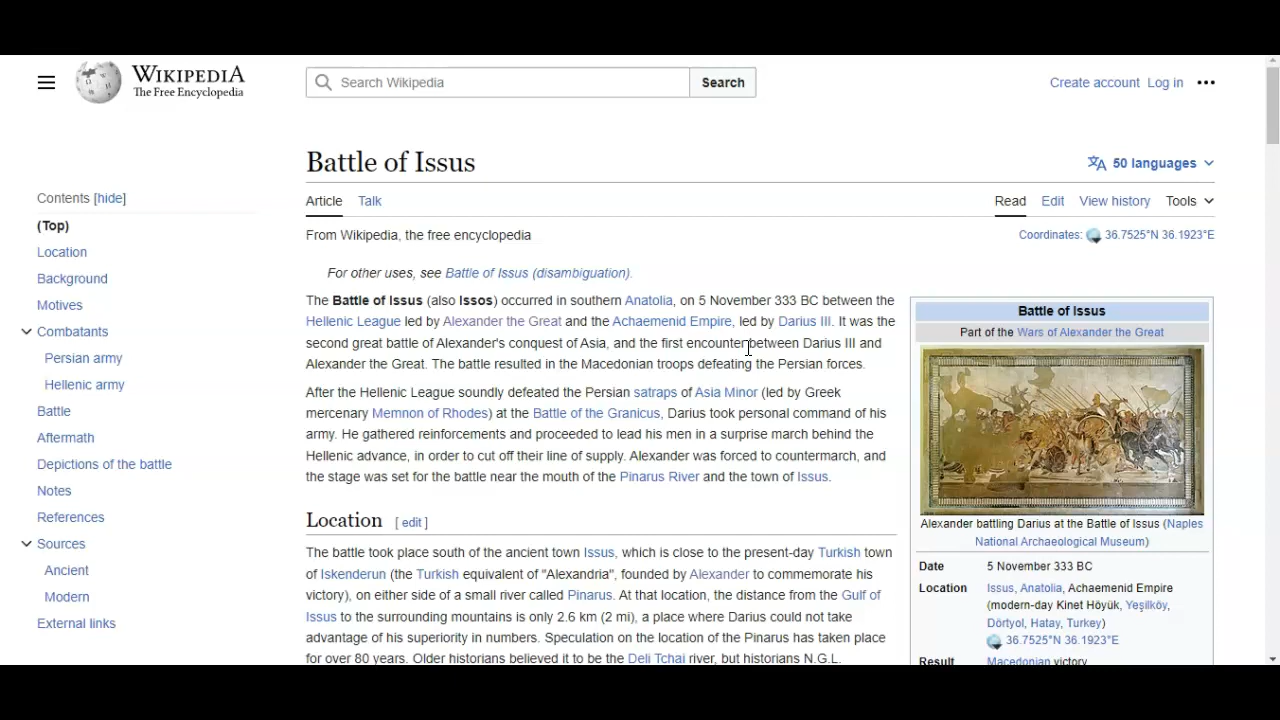 WIKIPEDIA
The Free Encyclopedia
Search Wikipedia
Search
Create account Log in
Battle of Issus
50 languages
Contents [hide]
(Top)
Location
Background
Motives
Combatants
Persian army
Hellenic army
Battle
Aftermath
Depictions of the battle
Notes
References
Sources
Ancient
Modern
External links
Article Talk
Read Edit View history Tools
From Wikipedia, the free encyclopedia
Coordinates: 36.7525°N 36.1923°E
For other uses, see Battle of Issus (disambiguation).
The Battle of Issus (also Issos) occurred in southern Anatolia, on 5 November 333 BC between the
Hellenic League led by Alexander the Great and the Achaemenid Empire, led by Darius III. It was the
second great battle of Alexander's conquest of Asia, and the first encounter between Darius III and
Alexander the Great. The battle resulted in the Macedonian troops defeating the Persian forces.
After the Hellenic League soundly defeated the Persian satraps of Asia Minor (led by Greek
mercenary Memnon of Rhodes) at the Battle of the Granicus, Darius took personal command of his
army. He gathered reinforcements and proceeded to lead his men in a surprise march behind the
Hellenic advance, in order to cut off their line of supply. Alexander was forced to countermarch, and
the stage was set for the battle near the mouth of the Pinarus River and the town of Issus.
Location [ edit ]
The battle took place south of the ancient town Issus, which is close to the present-day Turkish town
of Iskenderun (the Turkish equivalent of "Alexandria", founded by Alexander to commemorate his
victory), on either side of a small river called Pinarus. At that location, the distance from the Gulf of
Issus to the surrounding mountains is only 2.6 km (2 mi), a place where Darius could not take
advantage of his superiority in numbers. Speculation on the location of the Pinarus has taken place
for over 80 years. Older historians believed it to be the Deli Tchai river, but historians N.G.L.
Battle of Issus
Part of the Wars of Alexander the Great
Alexander battling Darius at the Battle of Issus (Naples
National Archaeological Museum)
Date 5 November 333 BC
Location Issus, Anatolia, Achaemenid Empire
(modern-day Kinet Höyük, Yeşilköy,
Dörtyol, Hatay, Turkey)
36.7525°N 36.1923°E
Result Macedonian victory